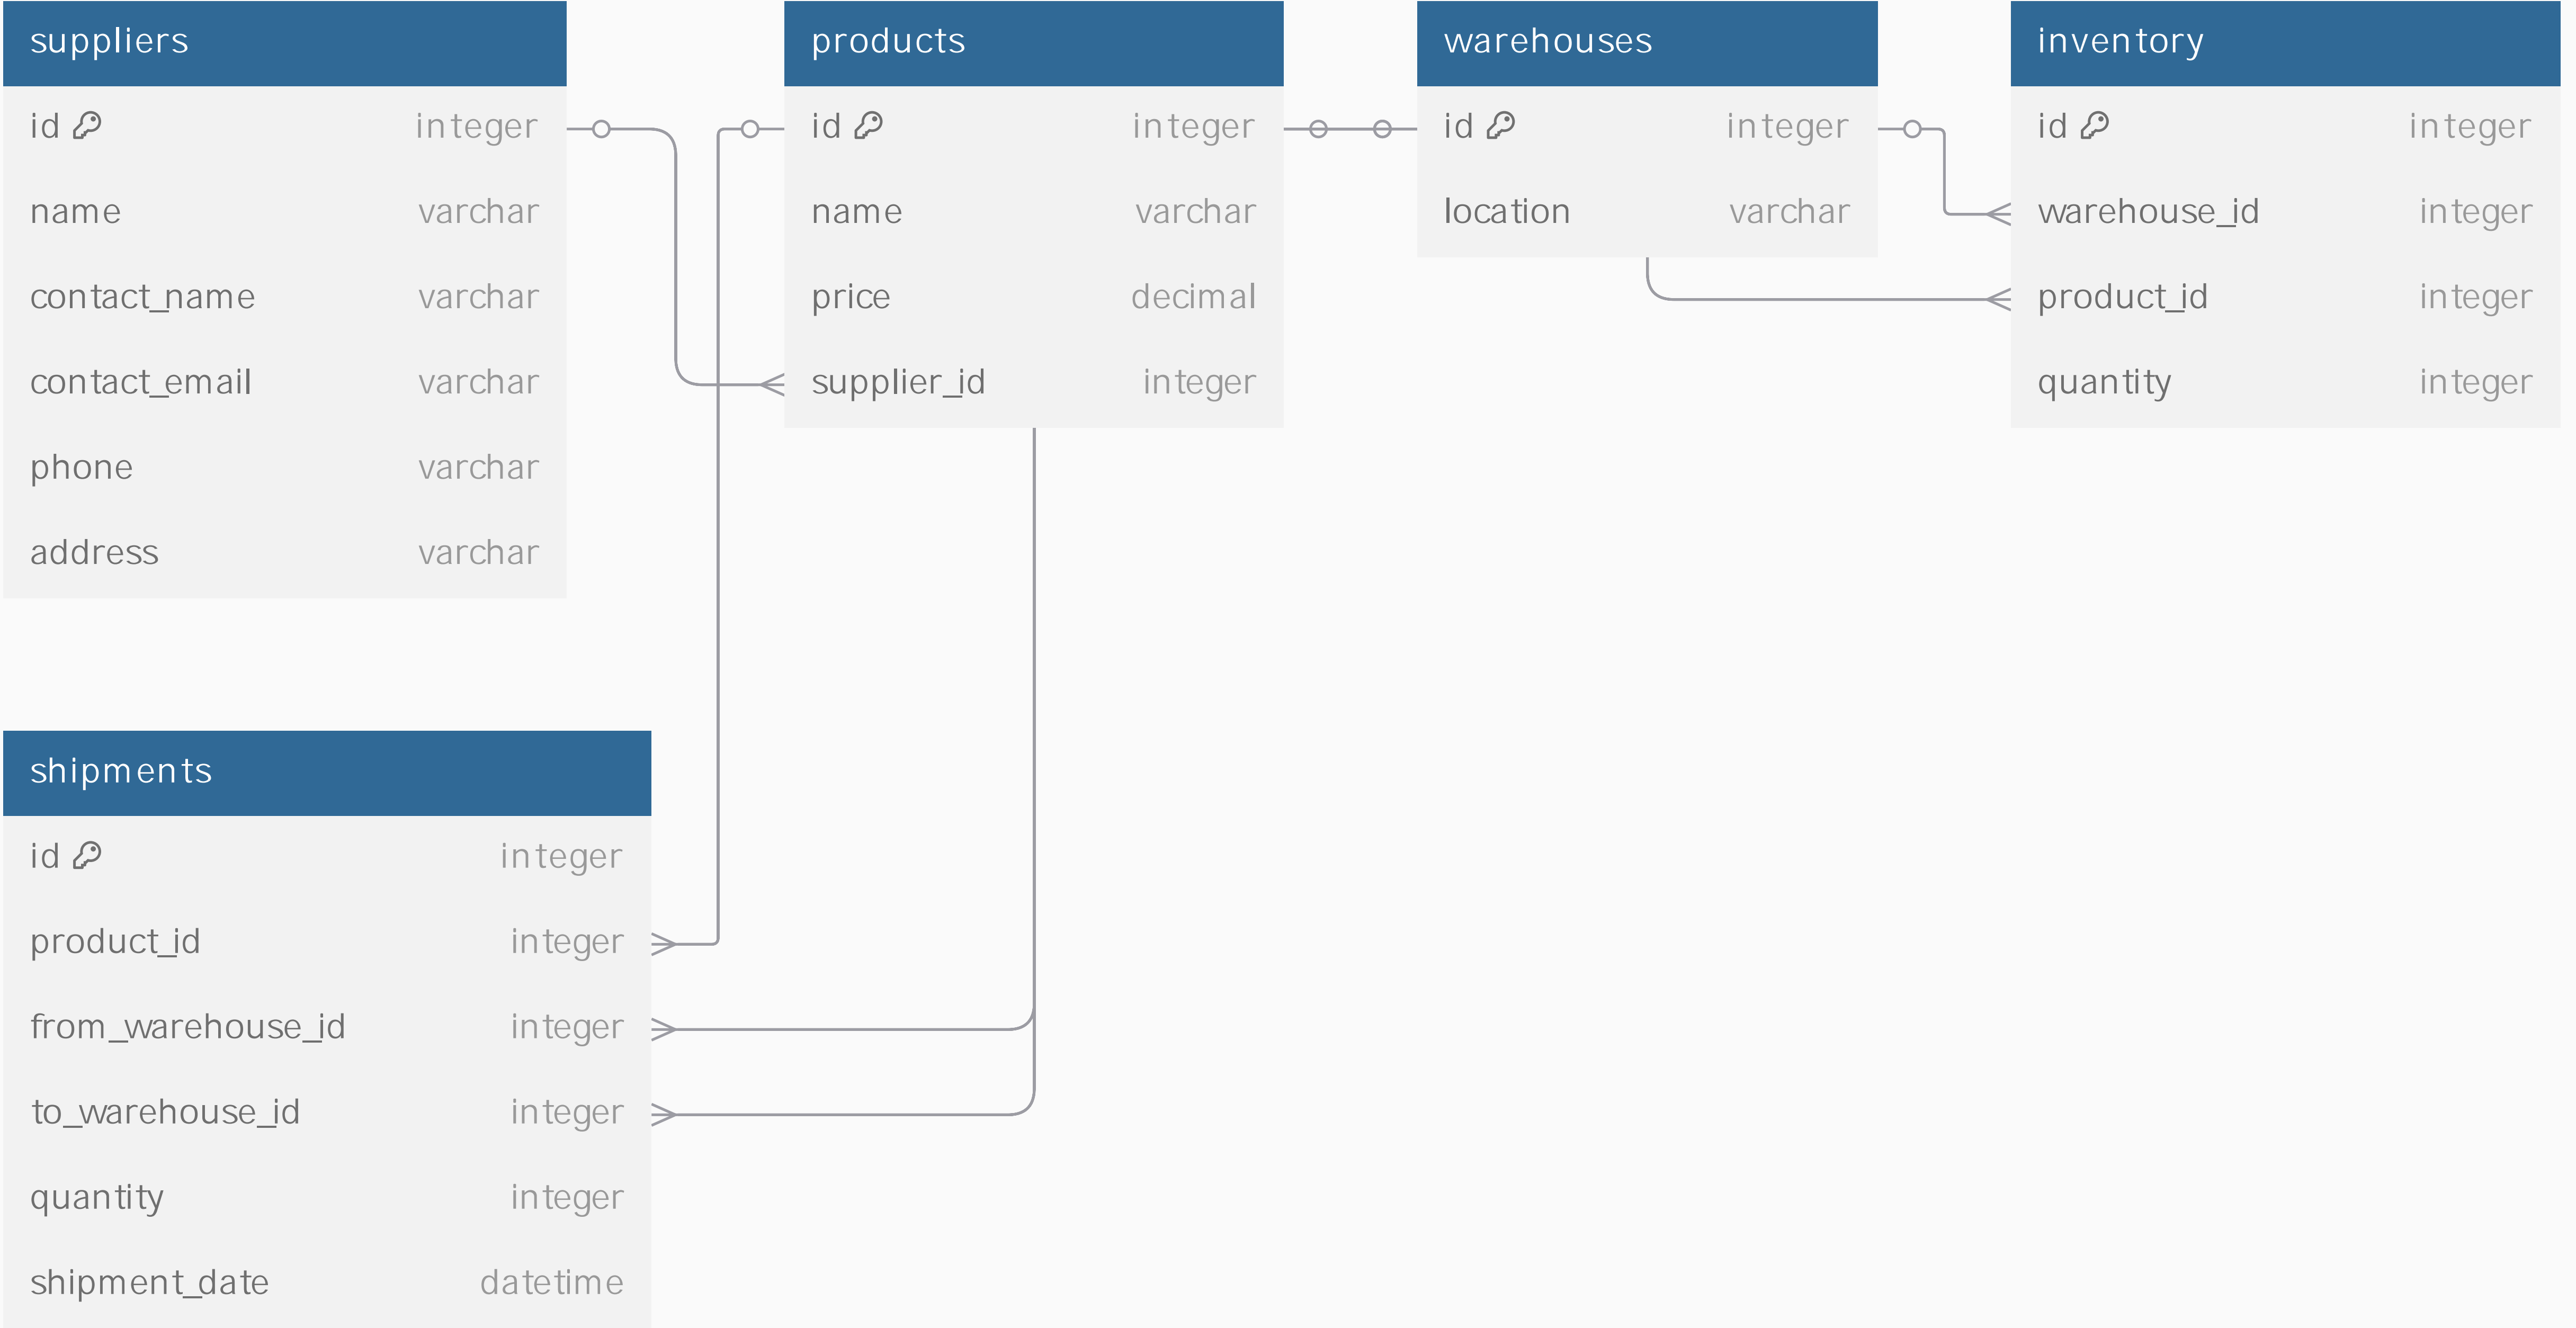 suppliers
id integer
name varchar
contact_name varchar
contact_email varchar
phone varchar
address varchar
products
id integer
name varchar
price decimal
supplier_id integer
warehouses
id integer
location varchar
inventory
id integer
warehouse_id integer
product_id integer
quantity integer
shipments
id integer
product_id integer
from_warehouse_id integer
to_warehouse_id integer
quantity integer
shipment_date datetime